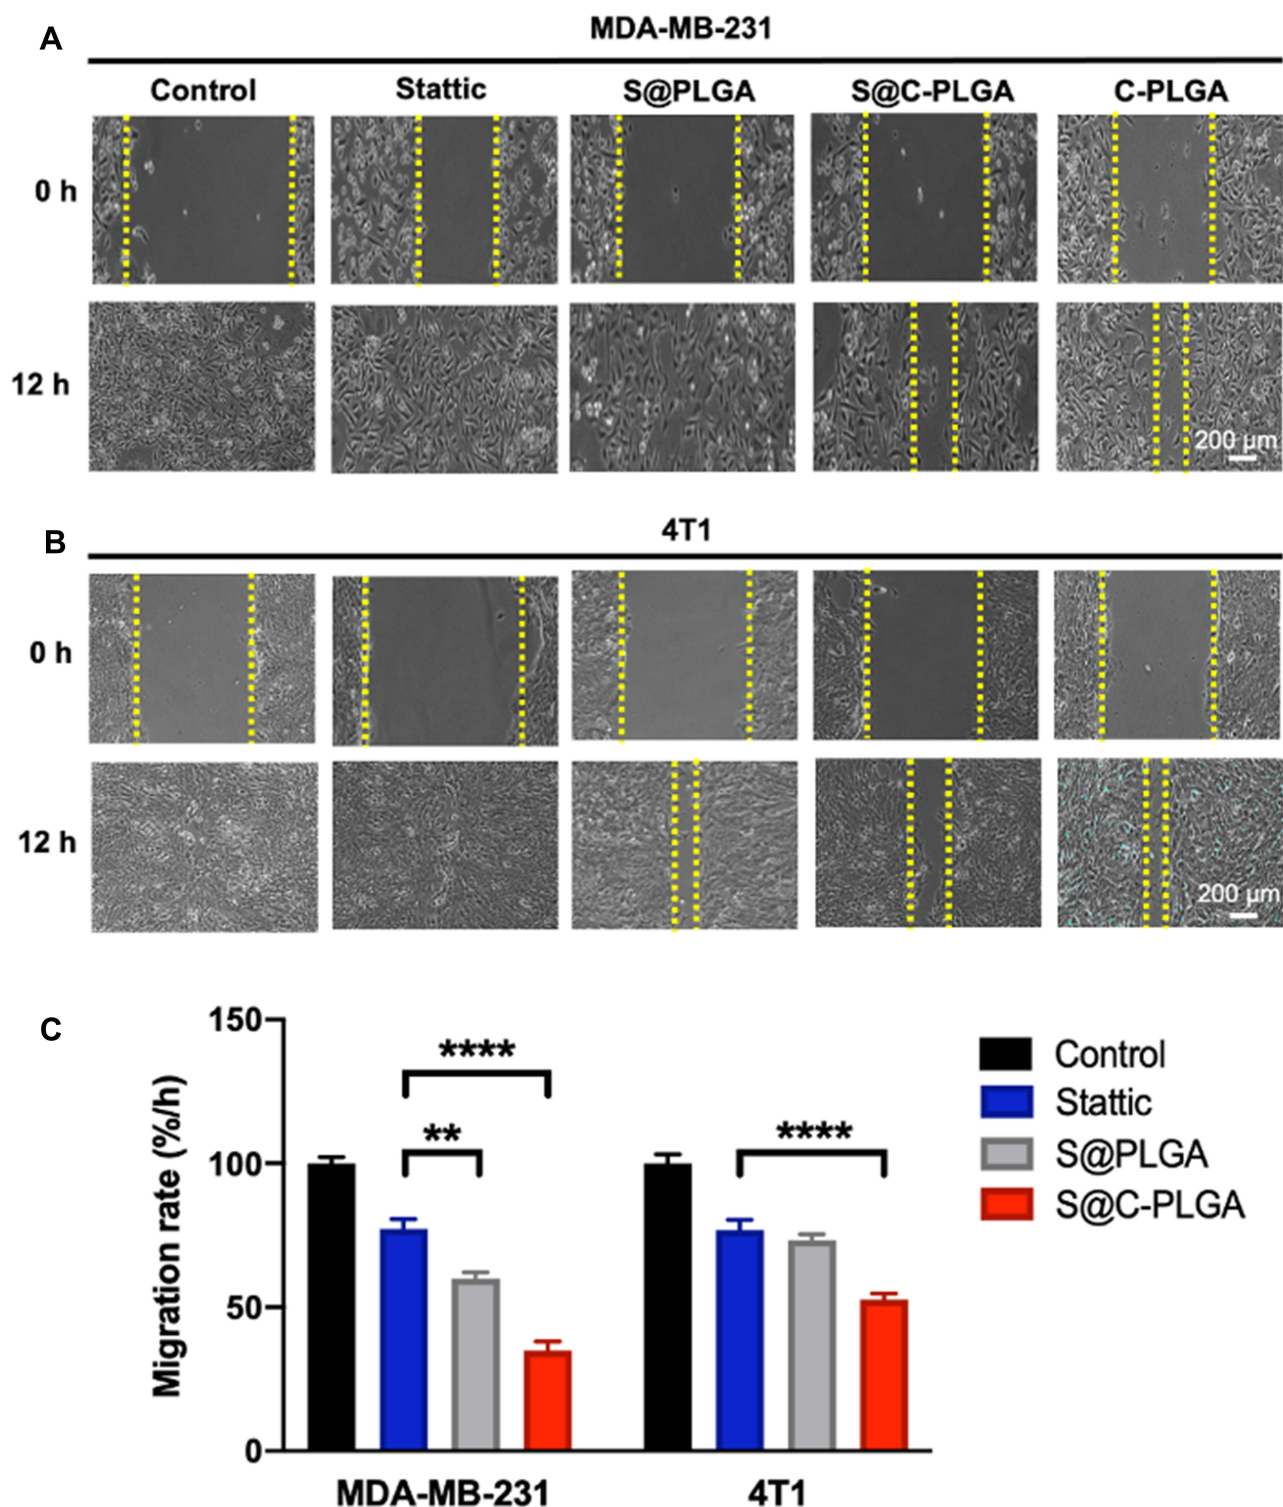 A
MDA-MB-231
Control Stattic S@PLGA S@C-PLGA C-PLGA
0 h
12 h
200 µm
B
4T1
0 h
12 h
200 µm
C
Migration rate (%/h)
150
100
50
0
****
**
****
MDA-MB-231 4T1
Control
Stattic
S@PLGA
S@C-PLGA